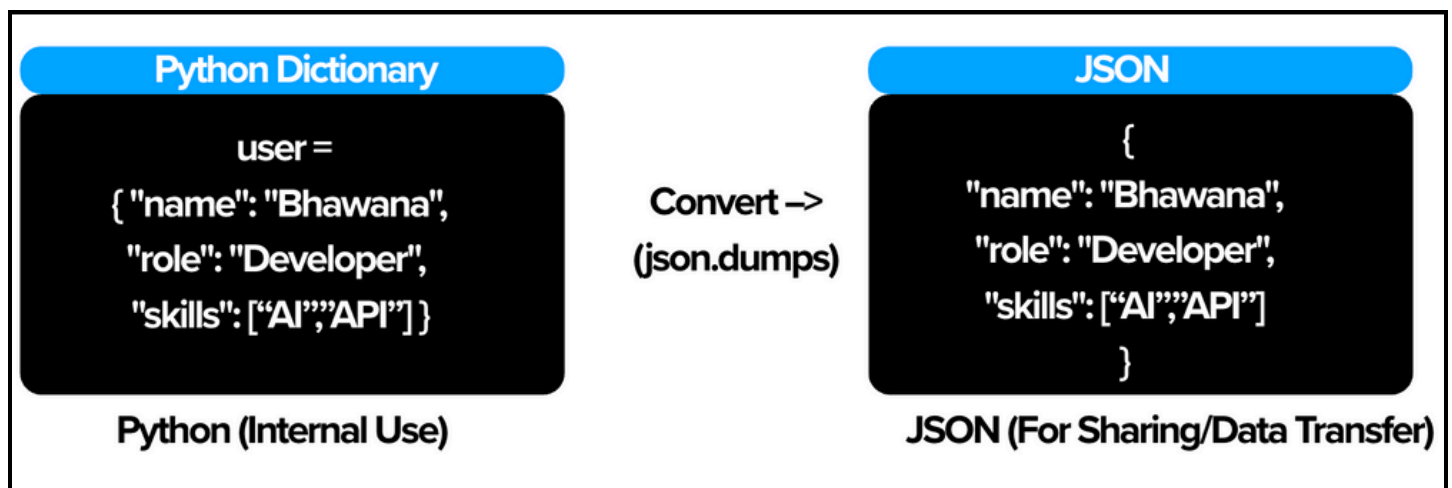 Python Dictionary
user =
{ "name": "Bhawana",
"role": "Developer",
"skills": [“AI”,”API”] }
Python (Internal Use)
Convert –>
(json.dumps)
JSON
{
"name": "Bhawana",
"role": "Developer",
"skills": [“AI”,”API”]
}
JSON (For Sharing/Data Transfer)